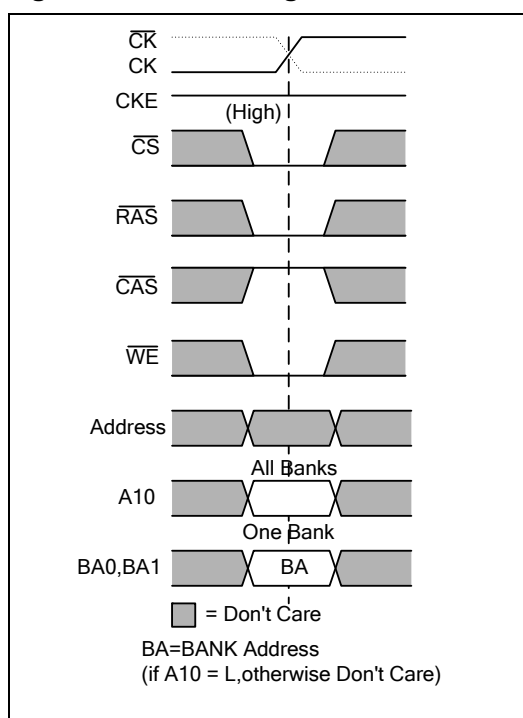 CK
CK
CKE
(High)
CS
RAS
CAS
WE
Address
All Banks
A10
One Bank
BA0,BA1 BA
= Don't Care
BA=BANK Address
(if A10 = L,otherwise Don't Care)